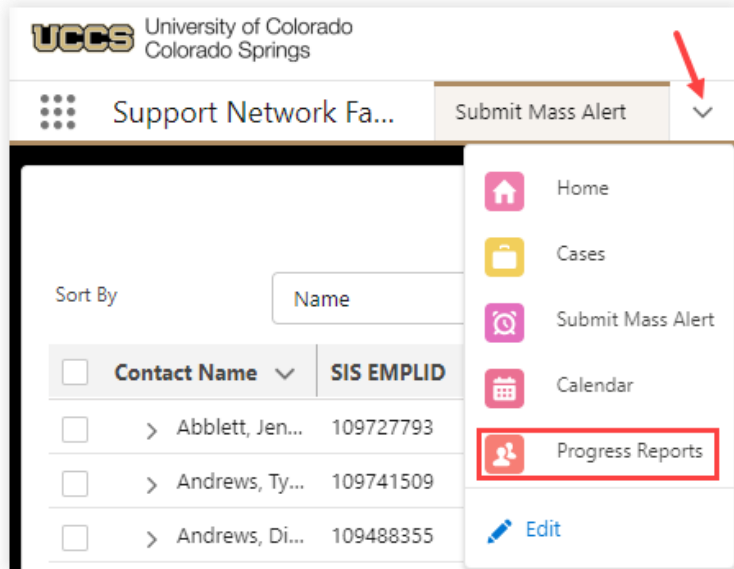 UCCS University of Colorado
Colorado Springs
Support Network Fa...
Submit Mass Alert
Home
Cases
Submit Mass Alert
Calendar
Progress Reports
Edit
Sort By
Name
Contact Name SIS EMPLID
Abblett, Jen... 109727793
Andrews, Ty... 109741509
Andrews, Di... 109488355